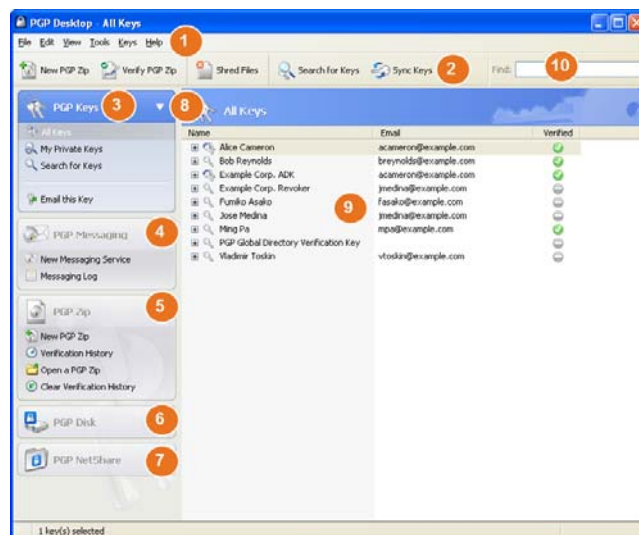 PGP Desktop - All Keys
File Edit View Tools Keys Help 1
New PGP Zip Verify PGP Zip Shred Files Search for Keys Sync Keys 2 Find: 10
PGP Keys 3 8 All Keys
All Keys
My Private Keys
Search for Keys
Email this Key
PGP Messaging 4
New Messaging Service
Messaging Log
PGP Zip 5
New PGP Zip
Verification History
Open a PGP Zip
Clear Verification History
PGP Disk 6
PGP NetShare 7
Name Email Verified
Alice Cameron acameron@example.com
Bob Reynolds breynolds@example.com
Example Corp. ADK acameron@example.com
Example Corp. Revoker jmedina@example.com
Fumiko Asako fasako@example.com
Jose Medina jmedina@example.com
Ming Pa mpa@example.com
PGP Global Directory Verification Key
Vladimir Toskin vtoskin@example.com
9
1 key(s) selected